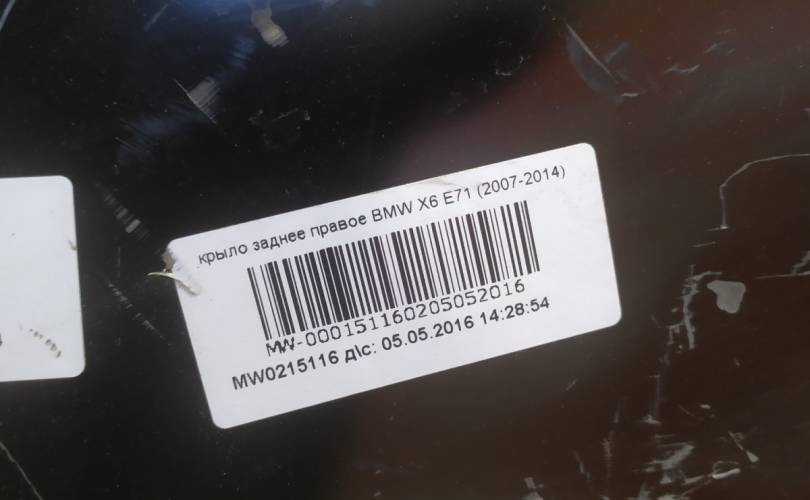 крыло заднее правое BMW X6 E71 (2007-2014)
MW-000151160205052016
MW0215116 д\с: 05.05.2016 14:28:54